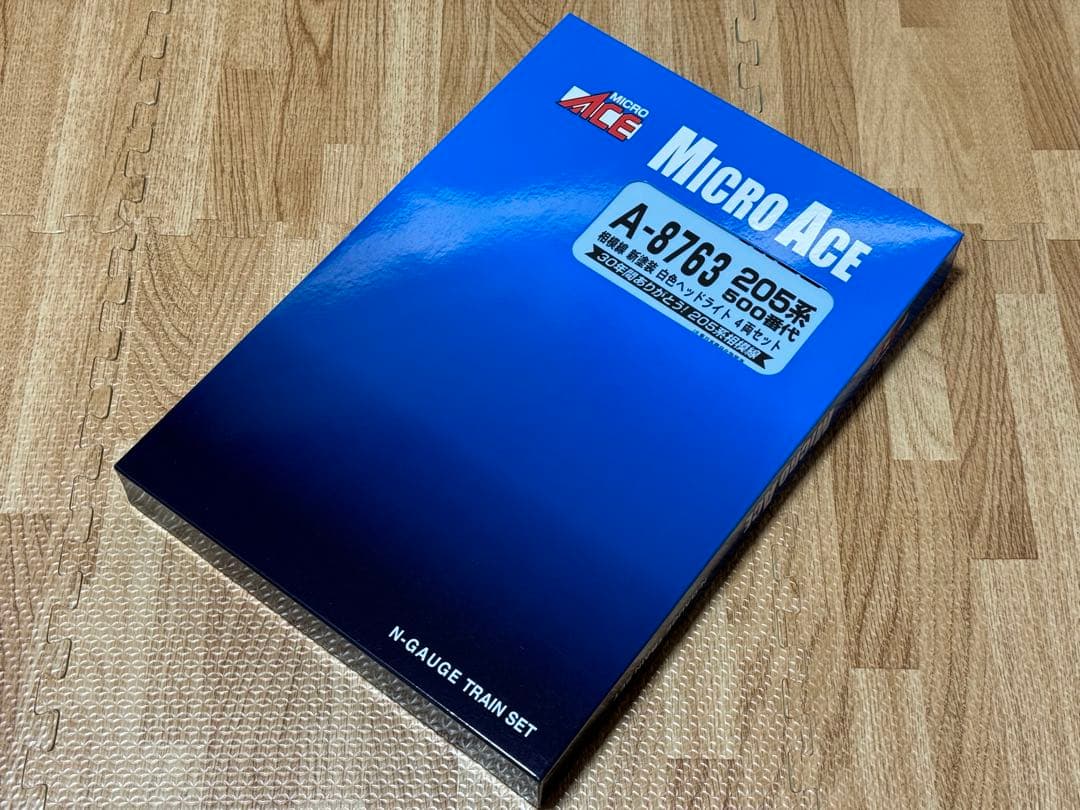 MICRO
ACE
MICRO ACE
A-8763 205系
500番代
相模線 新塗装 白色ヘッドライト 4両セット
30年間ありがとう! 205系相模線
N-GAUGE TRAIN SET